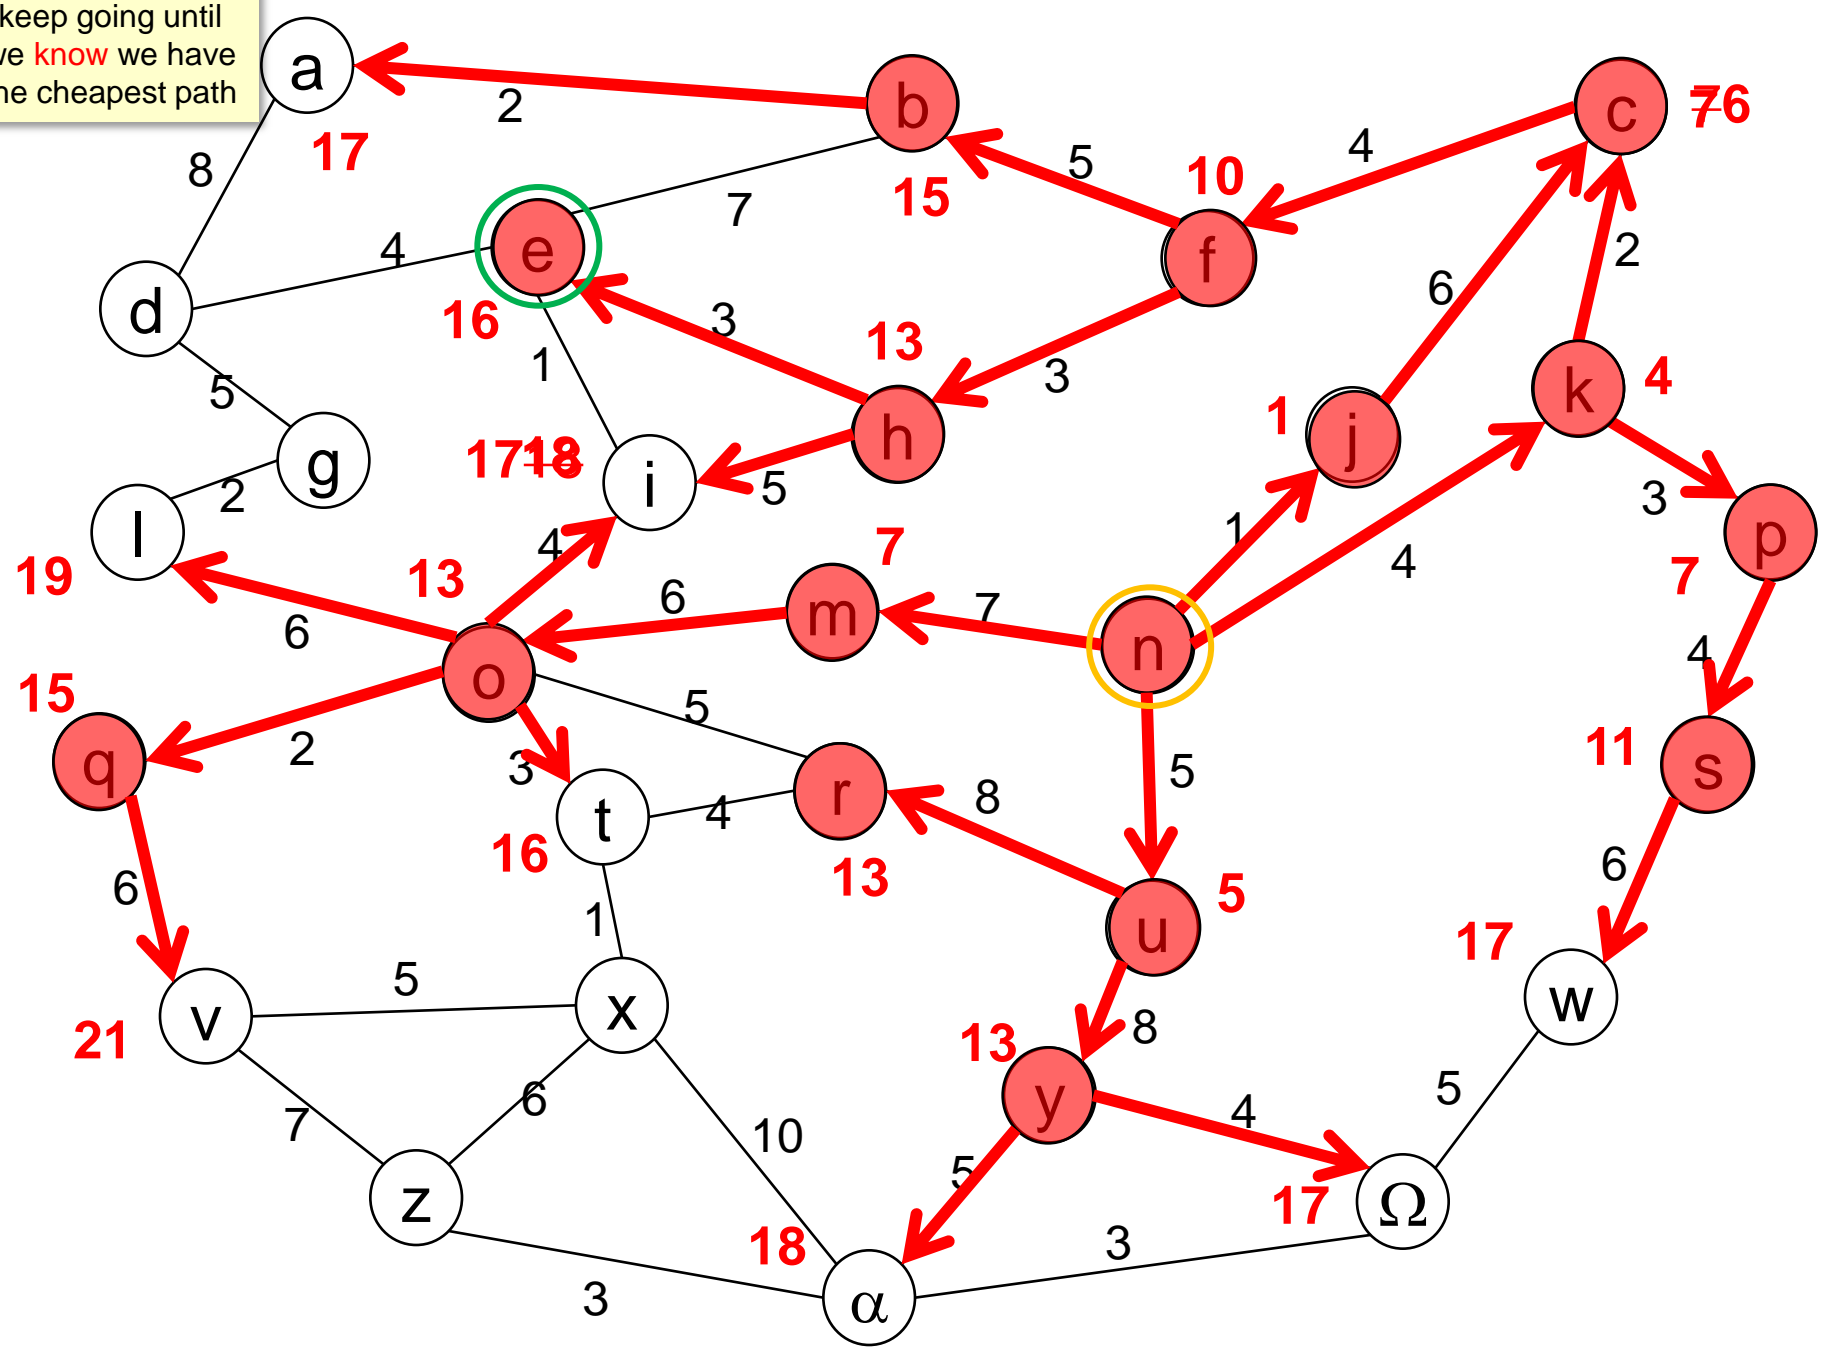 keep going until
we know we have
he cheapest path
a
b
c
76
2
17
8
4
5
10
15
7
e
f
4
d
2
6
16
3
13
1
3
k
4
5
h
1
j
1718
i
5
g
2
3
l
1
p
4
7
4
7
19
13
6
7
m
6
n
4
o
15
5
11
s
2
5
q
3
r
8
t
4
16
13
5
6
6
1
u
17
5
w
v
x
8
21
13
y
5
6
4
7
10
5
z
17
Ω
18
3
3
α